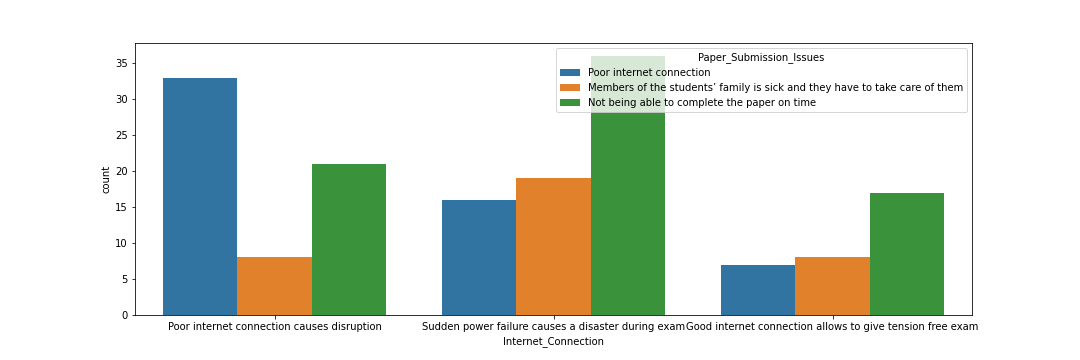 Paper_Submission_Issues
Poor internet connection
Members of the students' family is sick and they have to take care of them
Not being able to complete the paper on time
35
30
25
20
15
10
5
0
count
Poor internet connection causes disruption
Sudden power failure causes a disaster during exam
Good internet connection allows to give tension free exam
Internet_Connection